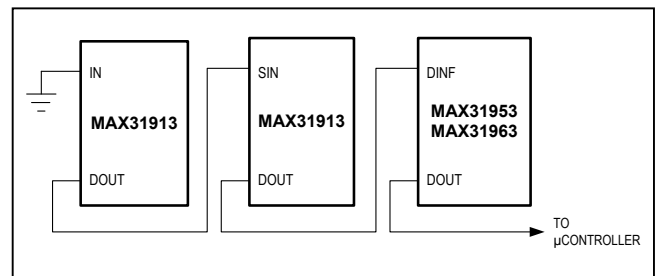 IN
MAX31913
DOUT
SIN
MAX31913
DOUT
DINF
MAX31953
MAX31963
DOUT
TO
µCONTROLLER